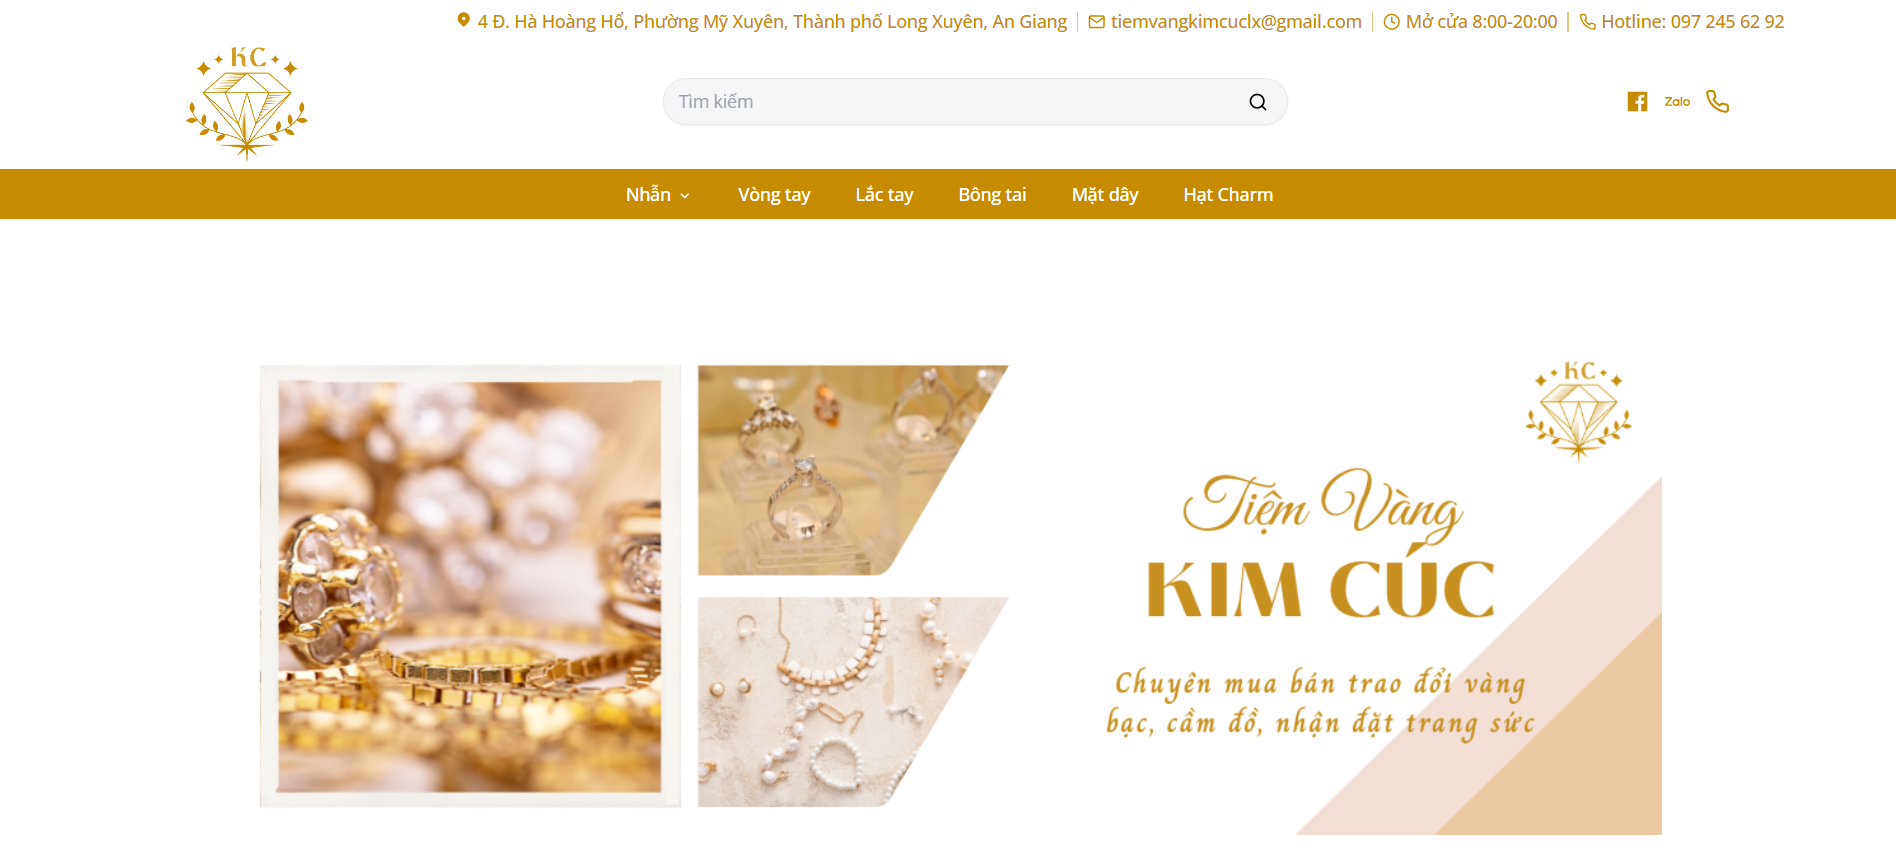 4 Đ. Hà Hoàng Hổ, Phường Mỹ Xuyên, Thành phố Long Xuyên, An Giang | tiemvangkimcuclx@gmail.com | Mở cửa 8:00-20:00 | Hotline: 097 245 62 92
KC
Tìm kiếm
Zalo
Nhẫn Vòng tay Lắc tay Bông tai Mặt dây Hạt Charm
KC
Tiệm Vàng
KIM CÚC
Chuyên mua bán trao đổi vàng
bạc, cầm đồ, nhận đặt trang sức